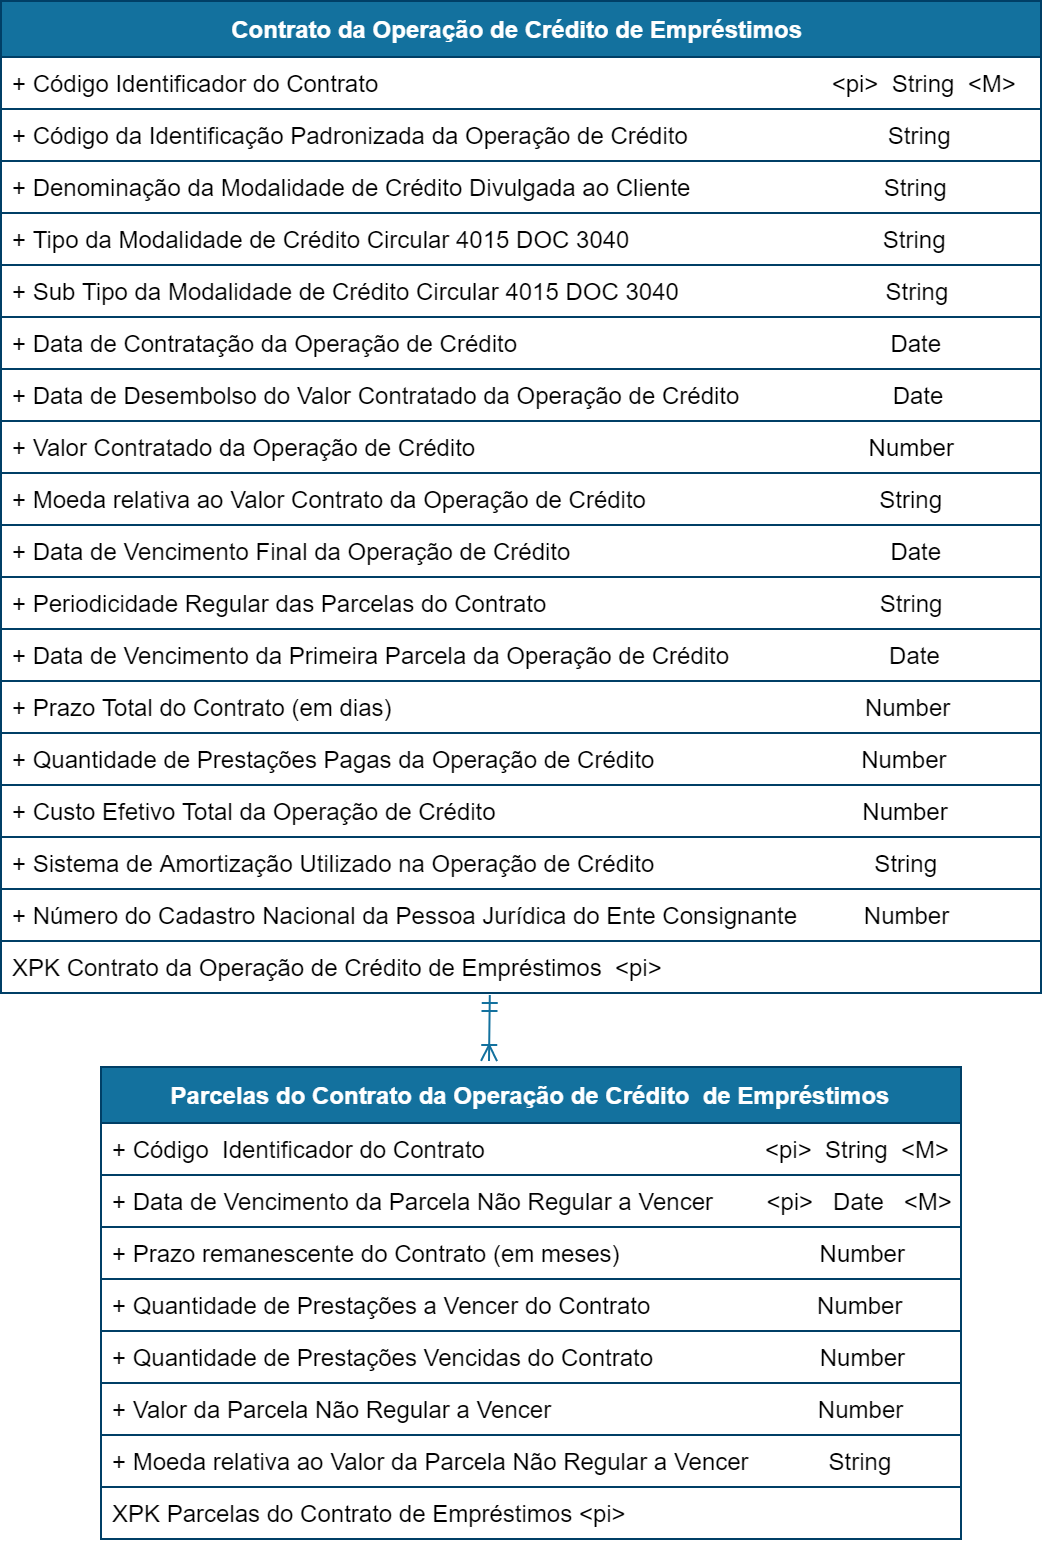 Contrato da Operação de Crédito de Empréstimos
+ Código Identificador do Contrato <pi> String <M>
+ Código da Identificação Padronizada da Operação de Crédito String
+ Denominação da Modalidade de Crédito Divulgada ao Cliente String
+ Tipo da Modalidade de Crédito Circular 4015 DOC 3040 String
+ Sub Tipo da Modalidade de Crédito Circular 4015 DOC 3040 String
+ Data de Contratação da Operação de Crédito Date
+ Data de Desembolso do Valor Contratado da Operação de Crédito Date
+ Valor Contratado da Operação de Crédito Number
+ Moeda relativa ao Valor Contrato da Operação de Crédito String
+ Data de Vencimento Final da Operação de Crédito Date
+ Periodicidade Regular das Parcelas do Contrato String
+ Data de Vencimento da Primeira Parcela da Operação de Crédito Date
+ Prazo Total do Contrato (em dias) Number
+ Quantidade de Prestações Pagas da Operação de Crédito Number
+ Custo Efetivo Total da Operação de Crédito Number
+ Sistema de Amortização Utilizado na Operação de Crédito String
+ Número do Cadastro Nacional da Pessoa Jurídica do Ente Consignante Number
XPK Contrato da Operação de Crédito de Empréstimos <pi>
Parcelas do Contrato da Operação de Crédito de Empréstimos
+ Código Identificador do Contrato <pi> String <M>
+ Data de Vencimento da Parcela Não Regular a Vencer <pi> Date <M>
+ Prazo remanescente do Contrato (em meses) Number
+ Quantidade de Prestações a Vencer do Contrato Number
+ Quantidade de Prestações Vencidas do Contrato Number
+ Valor da Parcela Não Regular a Vencer Number
+ Moeda relativa ao Valor da Parcela Não Regular a Vencer String
XPK Parcelas do Contrato de Empréstimos <pi>